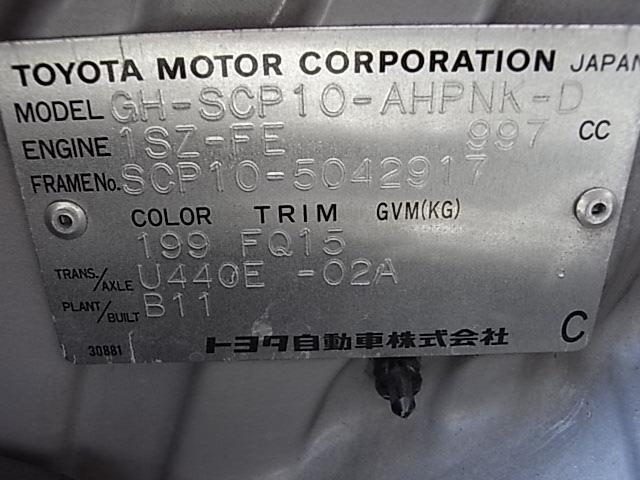 TOYOTA MOTOR CORPORATION JAPAN
MODEL GH-SCP10-AHPNK-D
ENGINE 1SZ-FE 997 CC
FRAME No. SCP10-5042917
COLOR TRIM GVM(KG)
199 FQ15
TRANS./AXLE U440E -02A
PLANT/BUILT B11
30881 トヨタ自動車株式会社 C